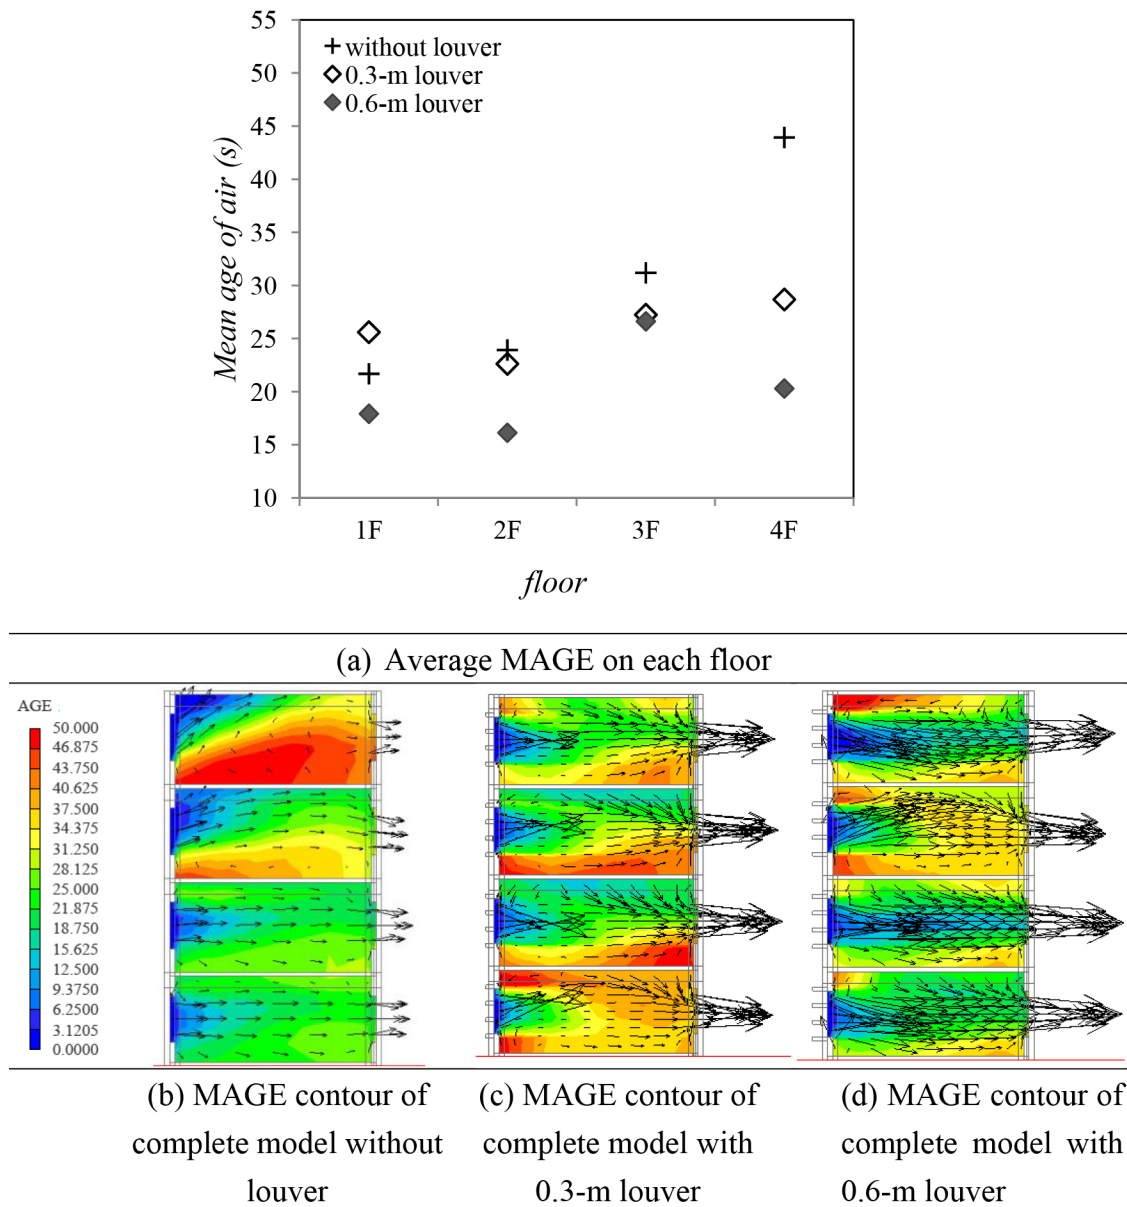 55
50
45
40
35
30
25
20
15
10
Mean age of air (s)
without louver
0.3-m louver
0.6-m louver
1F 2F 3F 4F
floor
(a) Average MAGE on each floor
AGE
50.000
46.875
43.750
40.625
37.500
34.375
31.250
28.125
25.000
21.875
18.750
15.625
12.500
9.3750
6.2500
3.1205
0.0000
(b) MAGE contour of
complete model without
louver
(c) MAGE contour of
complete model with
0.3-m louver
(d) MAGE contour of
complete model with
0.6-m louver